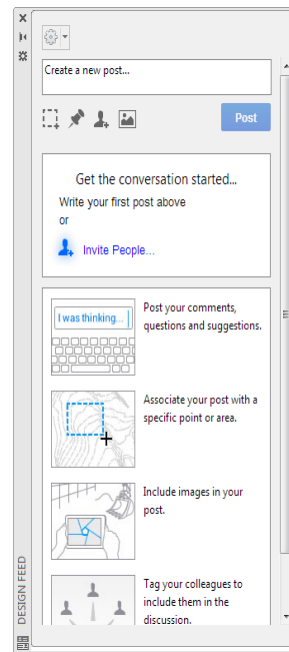 Create a new post...
Post
Get the conversation started...
Write your first post above
or
Invite People...
I was thinking...
Post your comments,
questions and suggestions.
Associate your post with a
specific point or area.
Include images in your
post.
Tag your colleagues to
include them in the
discussion.
DESIGN FEED